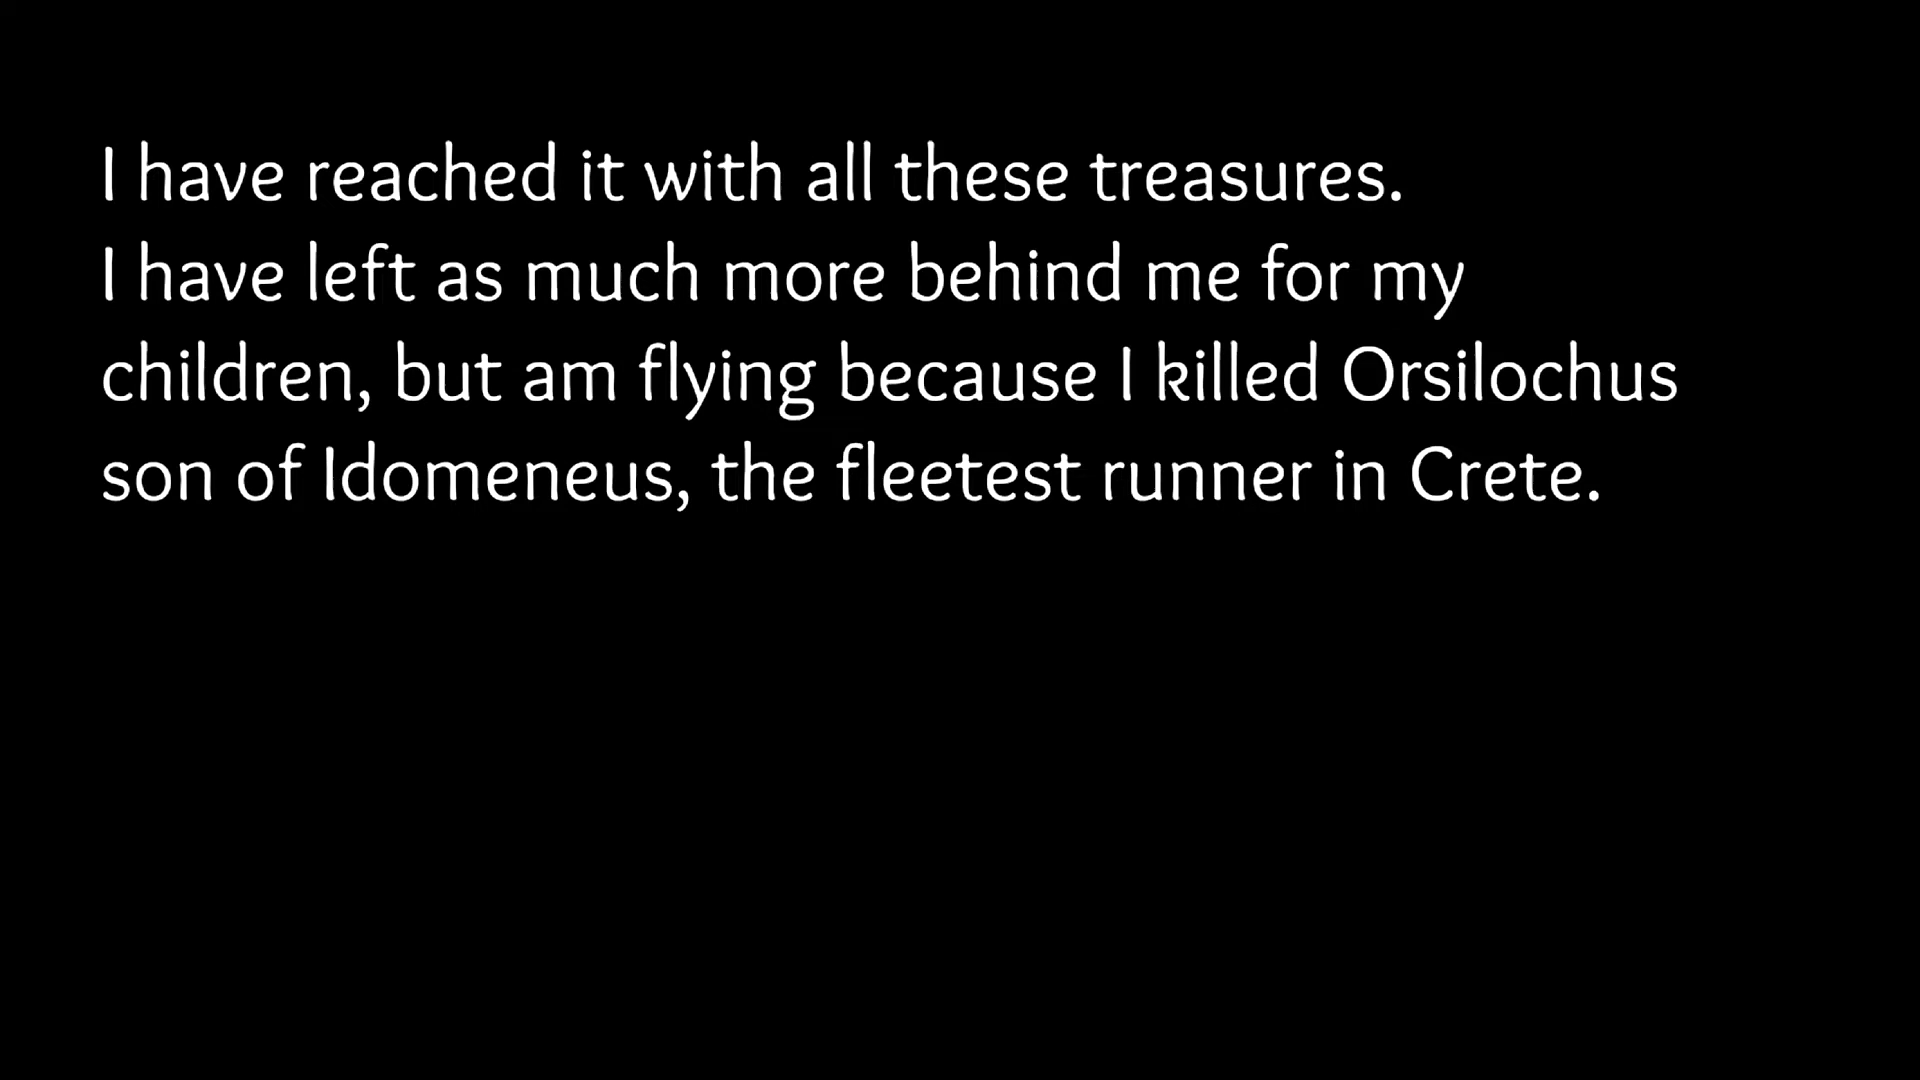 I have reached it with all these treasures.
I have left as much more behind me for my
children, but am flying because I killed Orsilochus
son of Idomeneus, the fleetest runner in Crete.